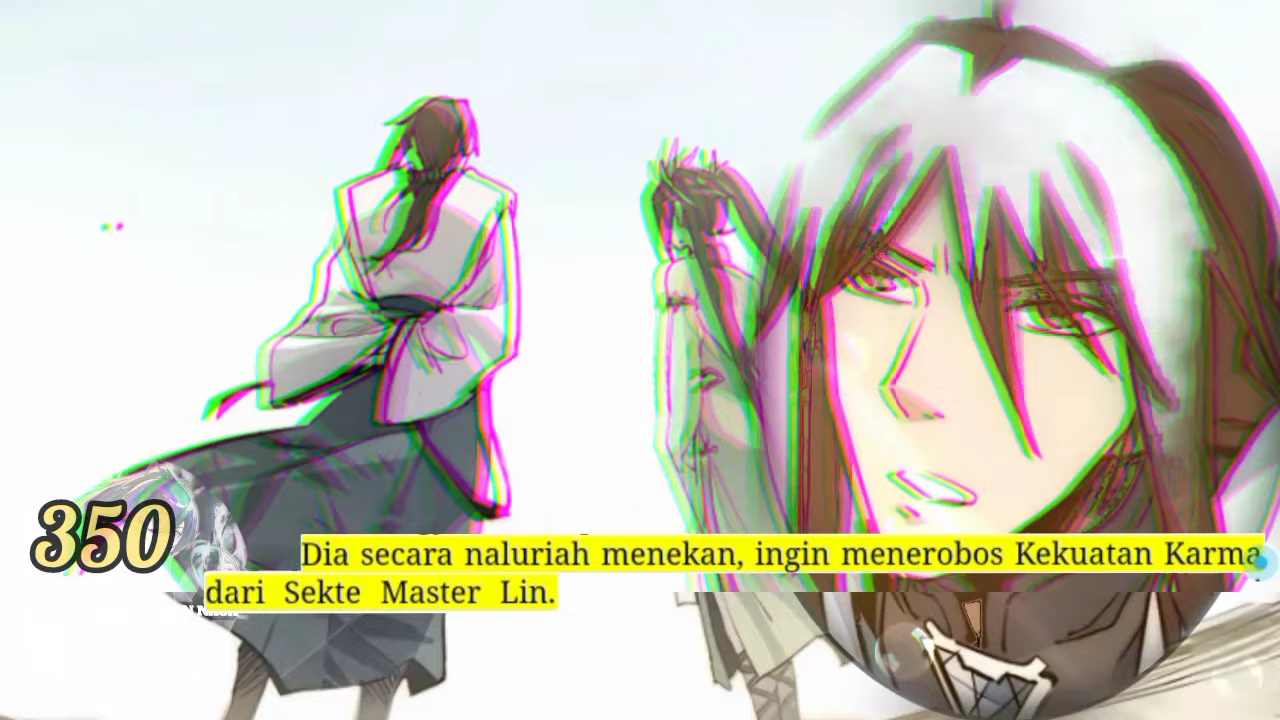 350
Dia secara naluriah menekan, ingin menerobos Kekuatan Karma
dari Sekte Master Lin.